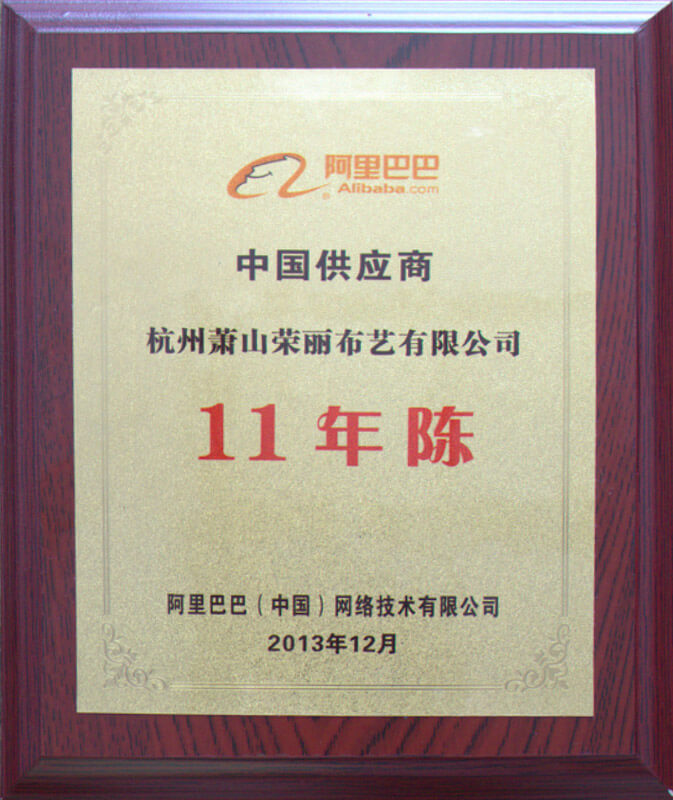 阿里巴巴
Alibaba.com
中国供应商
杭州萧山荣丽布艺有限公司
11年陈
阿里巴巴（中国）网络技术有限公司
2013年12月